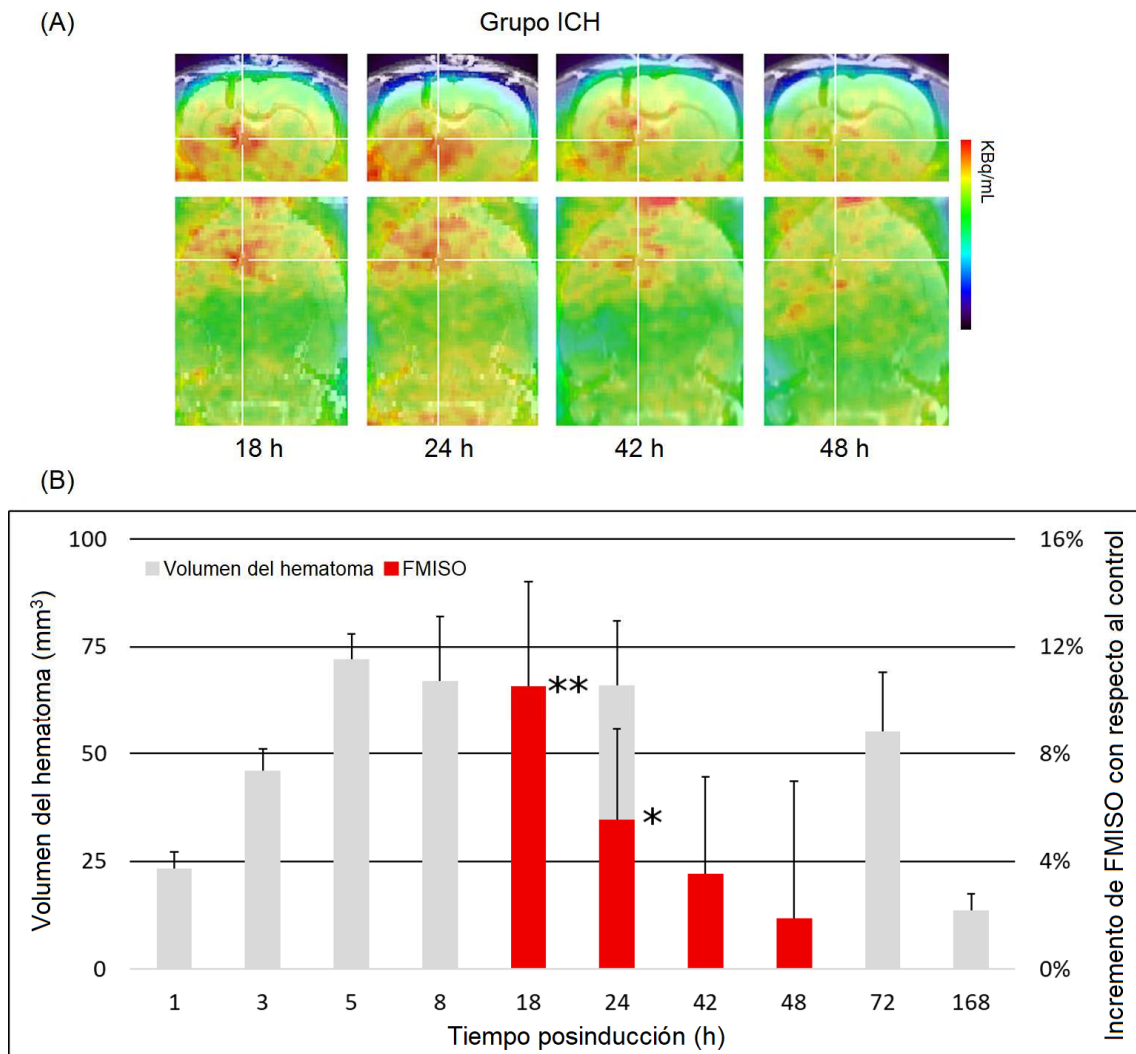 (A)
Grupo ICH
KBq/mL
18 h
24 h
42 h
48 h
(B)
Volumen del hematoma (mm³)
100
75
50
25
0
Volumen del hematoma
FMISO
**
*
16%
12%
8%
4%
0%
Incremento de FMISO con respecto al control
1 3 5 8 18 24 42 48 72 168
Tiempo posinducción (h)